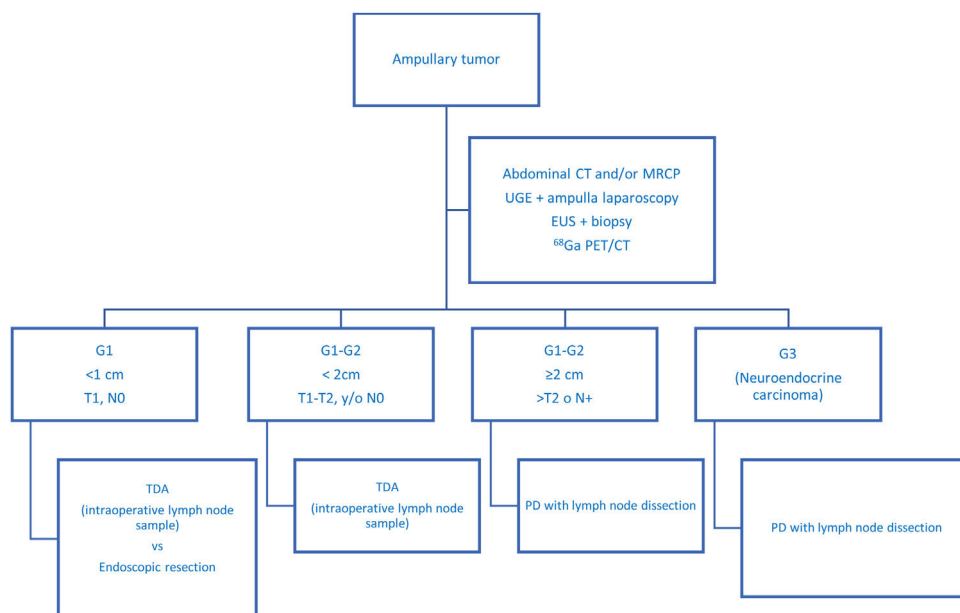 Ampullary tumor
Abdominal CT and/or MRCP
UGE + ampulla laparoscopy
EUS + biopsy
⁶⁸Ga PET/CT
G1
<1 cm
T1, N0
G1-G2
< 2cm
T1-T2, y/o N0
G1-G2
≥2 cm
>T2 o N+
G3
(Neuroendocrine
carcinoma)
TDA
(intraoperative lymph node
sample)
vs
Endoscopic resection
TDA
(intraoperative lymph node
sample)
PD with lymph node dissection
PD with lymph node dissection